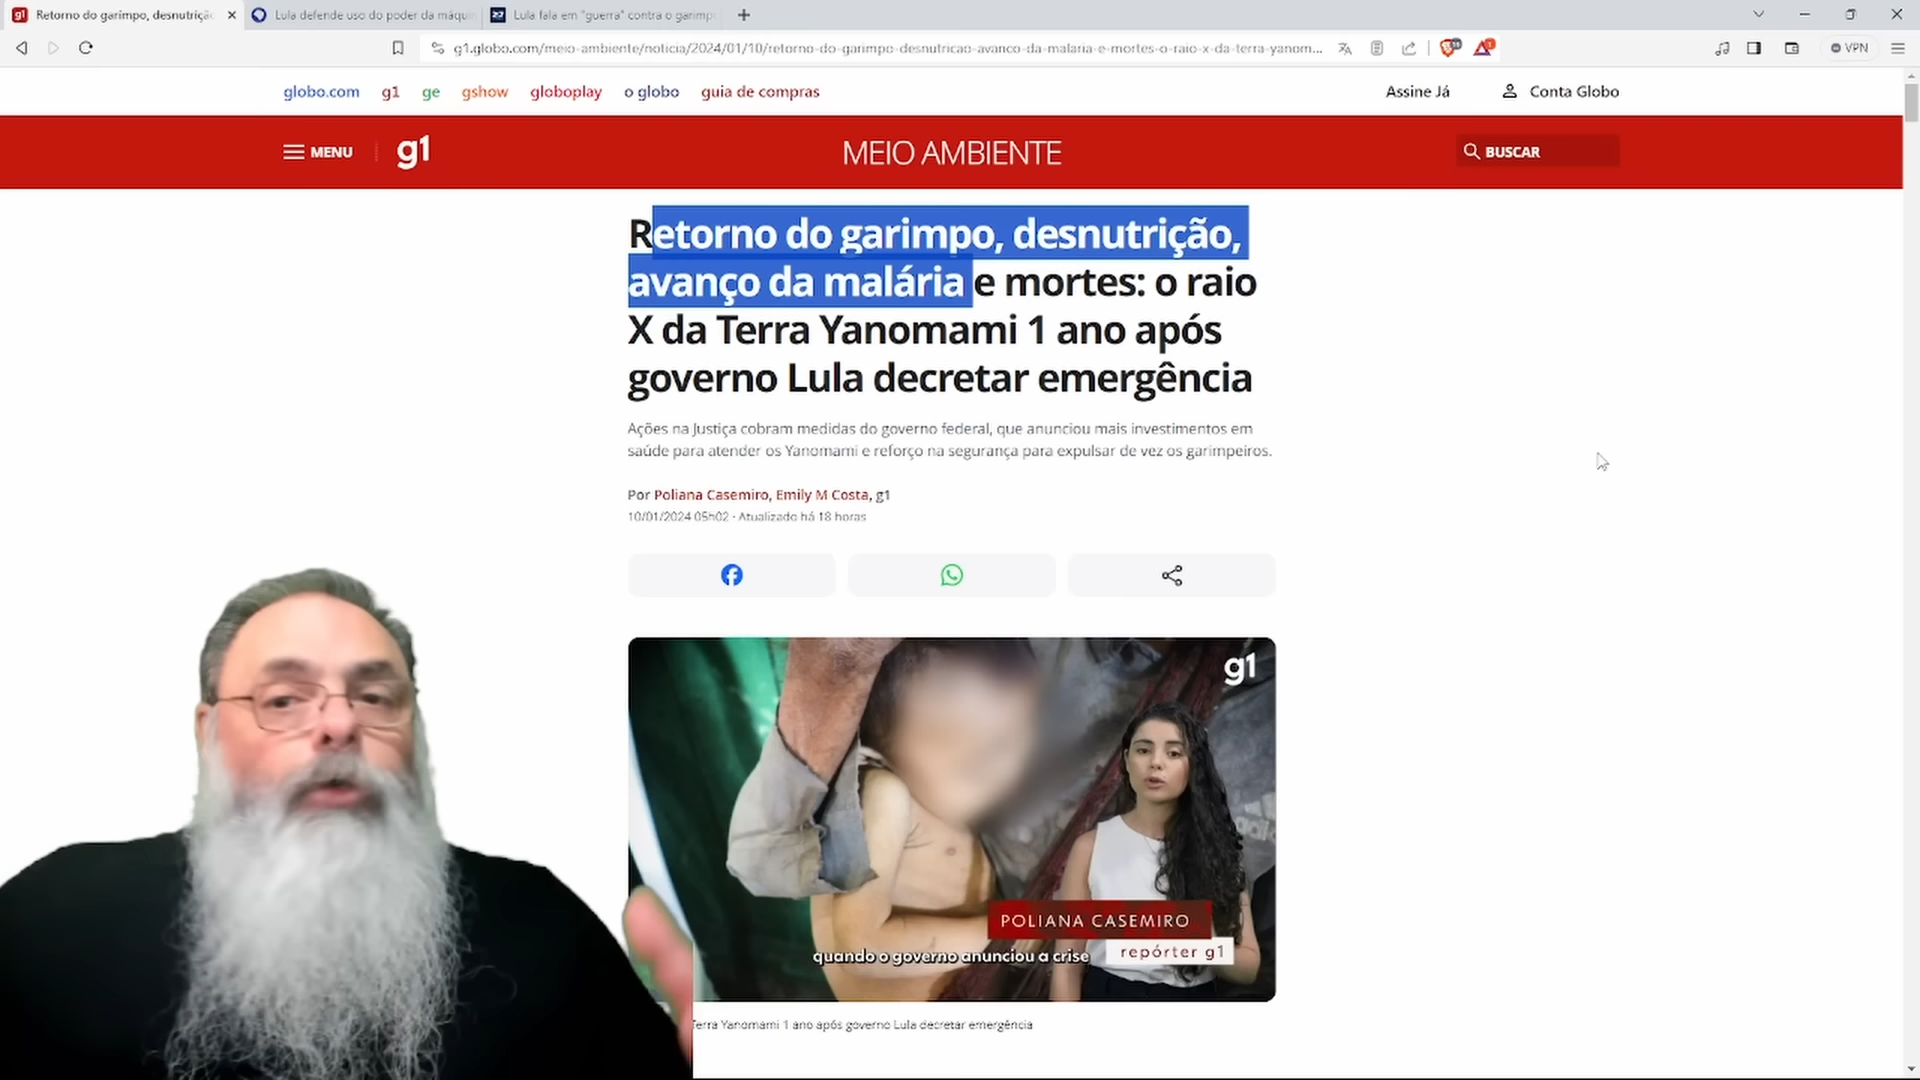 Retorno do garimpo, desnutriçã
Lula defende uso do poder da máquin
Lula fala em "guerra" contra o garimp
g1.globo.com/meio-ambiente/noticia/2024/01/10/retorno-do-garimpo-desnutricao-avanco-da-malaria-e-mortes-o-raio-x-da-terra-yanom...
VPN
globo.com g1 ge gshow globoplay o globo guia de compras
Assine Já Conta Globo
MENU g1 MEIO AMBIENTE BUSCAR
Retorno do garimpo, desnutrição,
avanço da malária e mortes: o raio
X da Terra Yanomami 1 ano após
governo Lula decretar emergência
Ações na Justiça cobram medidas do governo federal, que anunciou mais investimentos em
saúde para atender os Yanomami e reforço na segurança para expulsar de vez os garimpeiros.
Por Poliana Casemiro, Emily M Costa, g1
10/01/2024 05h02 · Atualizado há 18 horas
g1
POLIANA CASEMIRO
quando o governo anunciou a crise
repórter g1
Terra Yanomami 1 ano após governo Lula decretar emergência